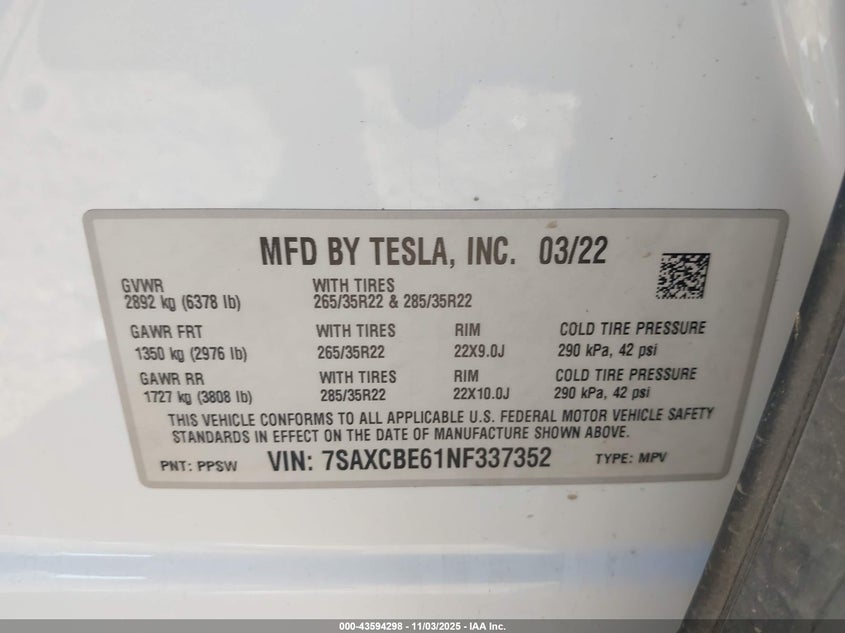 MFD BY TESLA, INC. 03/22
GVWR WITH TIRES
2892 kg (6378 lb) 265/35R22 & 285/35R22
GAWR FRT WITH TIRES RIM COLD TIRE PRESSURE
1350 kg (2976 lb) 265/35R22 22X9.0J 290 kPa, 42 psi
GAWR RR WITH TIRES RIM COLD TIRE PRESSURE
1727 kg (3808 lb) 285/35R22 22X10.0J 290 kPa, 42 psi
THIS VEHICLE CONFORMS TO ALL APPLICABLE U.S. FEDERAL MOTOR VEHICLE SAFETY
STANDARDS IN EFFECT ON THE DATE OF MANUFACTURE SHOWN ABOVE.
PNT: PPSW VIN: 7SAXCBE61NF337352 TYPE: MPV
000-43594298 - 11/03/2025 - IAA Inc.